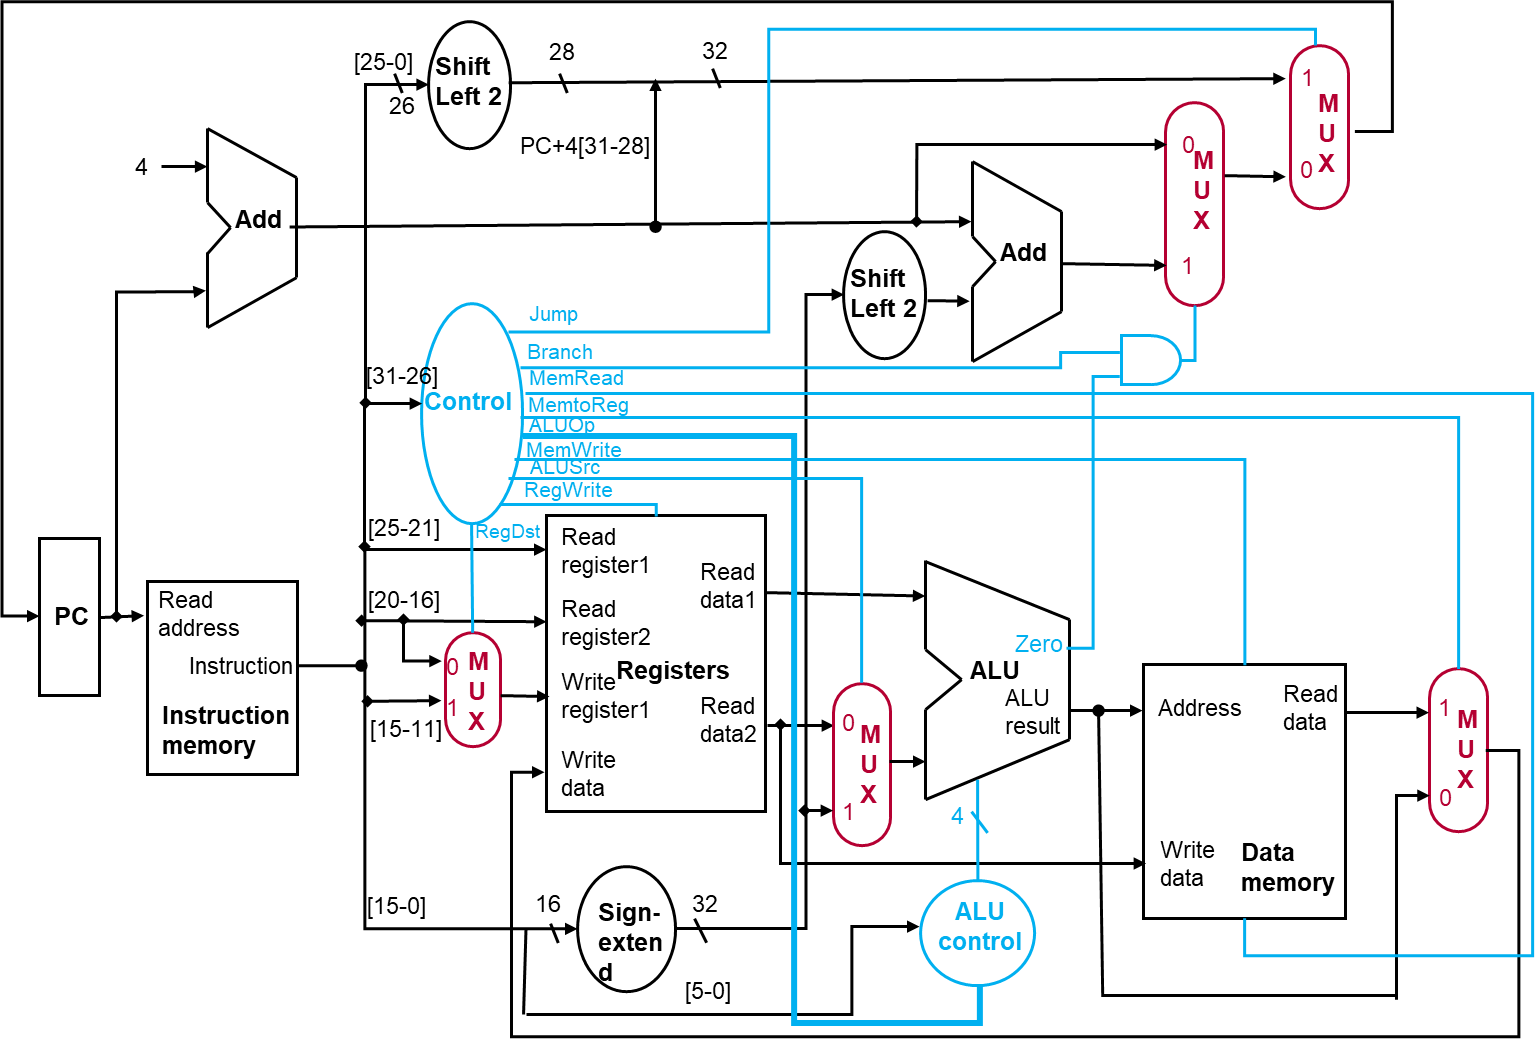 [25-0]
26
Shift
Left 2
28
32
1
M
U
X
0
PC+4[31-28]
4
Add
0
M
U
X
1
Add
Shift
Left 2
Jump
Branch
[31-26]
MemRead
Control
MemtoReg
ALUOp
MemWrite
ALUSrc
RegWrite
[25-21]
RegDst
Read
register1
Read
data1
[20-16]
Read
register2
PC
Read
address
Instruction
Instruction
memory
0
M
U
1
X
[15-11]
Registers
Write
register1
Read
data2
Write
data
0
M
U
X
1
Zero
ALU
ALU
result
4
Address
Read
data
Write
data
Data
memory
1
M
U
X
0
[15-0]
16
Sign-
exten
d
32
[5-0]
ALU
control